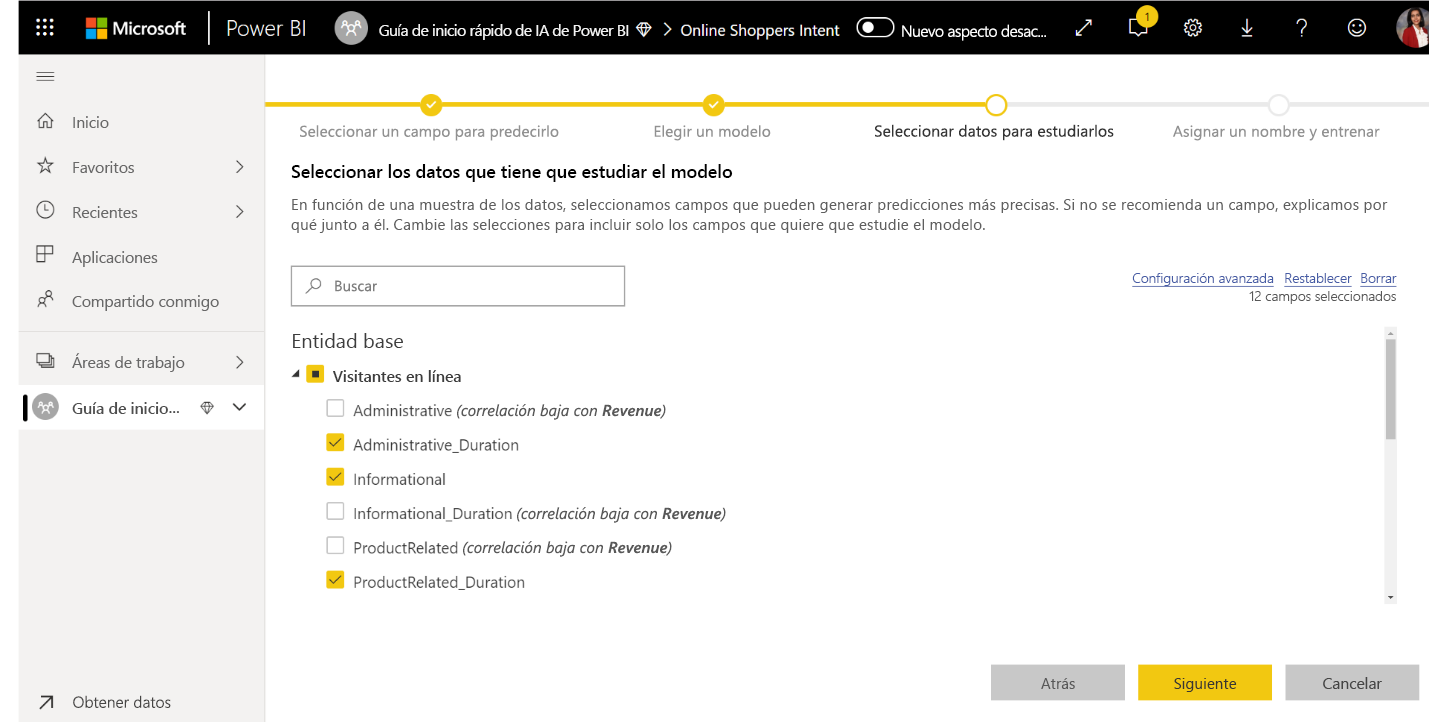 Microsoft Power BI Guía de inicio rápido de IA de Power BI > Online Shoppers Intent Nuevo aspecto desac... 1 ?
Inicio
Favoritos
Recientes
Aplicaciones
Compartido conmigo
Áreas de trabajo
Guía de inicio...
Obtener datos
Seleccionar un campo para predecirlo
Elegir un modelo
Seleccionar datos para estudiarlos
Asignar un nombre y entrenar
Seleccionar los datos que tiene que estudiar el modelo
En función de una muestra de los datos, seleccionamos campos que pueden generar predicciones más precisas. Si no se recomienda un campo, explicamos por
qué junto a él. Cambie las selecciones para incluir solo los campos que quiere que estudie el modelo.
Buscar
Configuración avanzada Restablecer Borrar
12 campos seleccionados
Entidad base
Visitantes en línea
Administrative (correlación baja con Revenue)
Administrative_Duration
Informational
Informational_Duration (correlación baja con Revenue)
ProductRelated (correlación baja con Revenue)
ProductRelated_Duration
Atrás
Siguiente
Cancelar